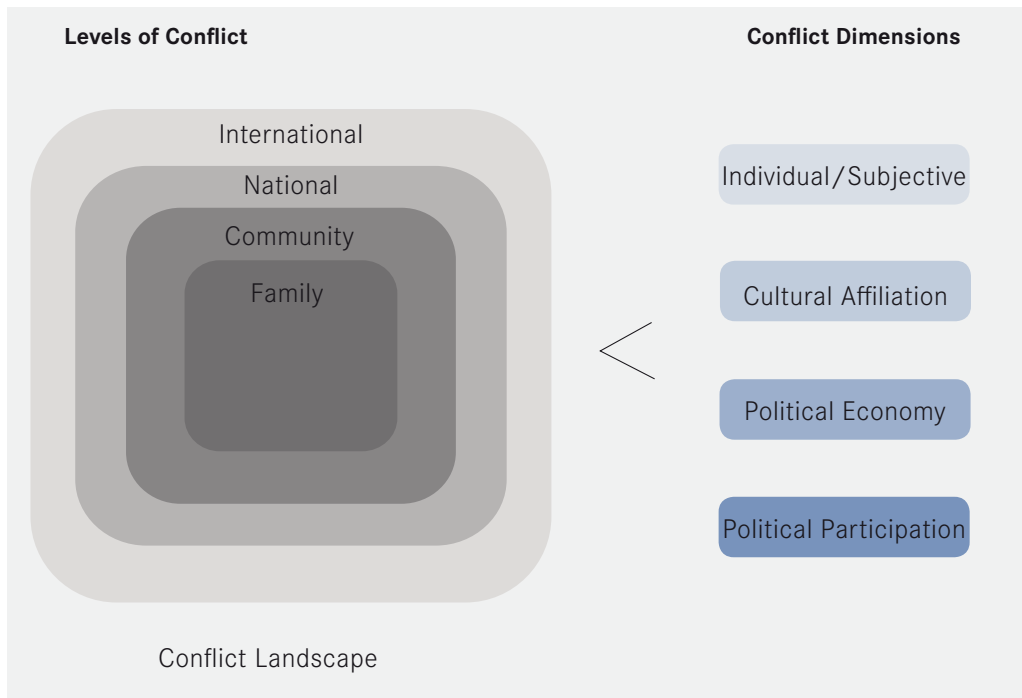 Levels of Conflict
Conflict Dimensions
International
National
Community
Family
Individual/Subjective
Cultural Affiliation
Political Economy
Political Participation
Conflict Landscape